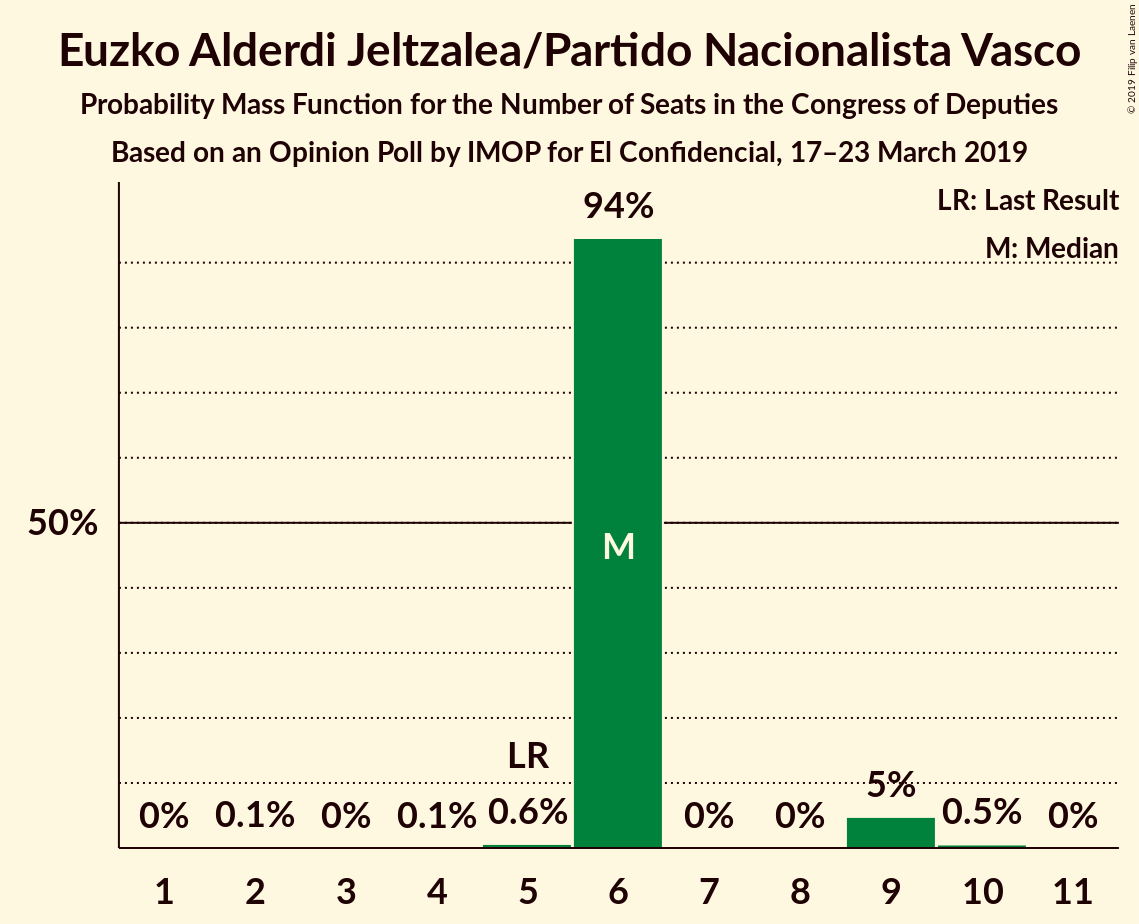 Euzko Alderdi Jeltzalea/Partido Nacionalista Vasco
Probability Mass Function for the Number of Seats in the Congress of Deputies
Based on an Opinion Poll by IMOP for El Confidencial, 17–23 March 2019
© 2019 Filip van Laenen
LR: Last Result
M: Median
94%
50%
M
LR
0% 0.1% 0% 0.1% 0.6% 0% 0% 5% 0.5% 0%
1 2 3 4 5 6 7 8 9 10 11